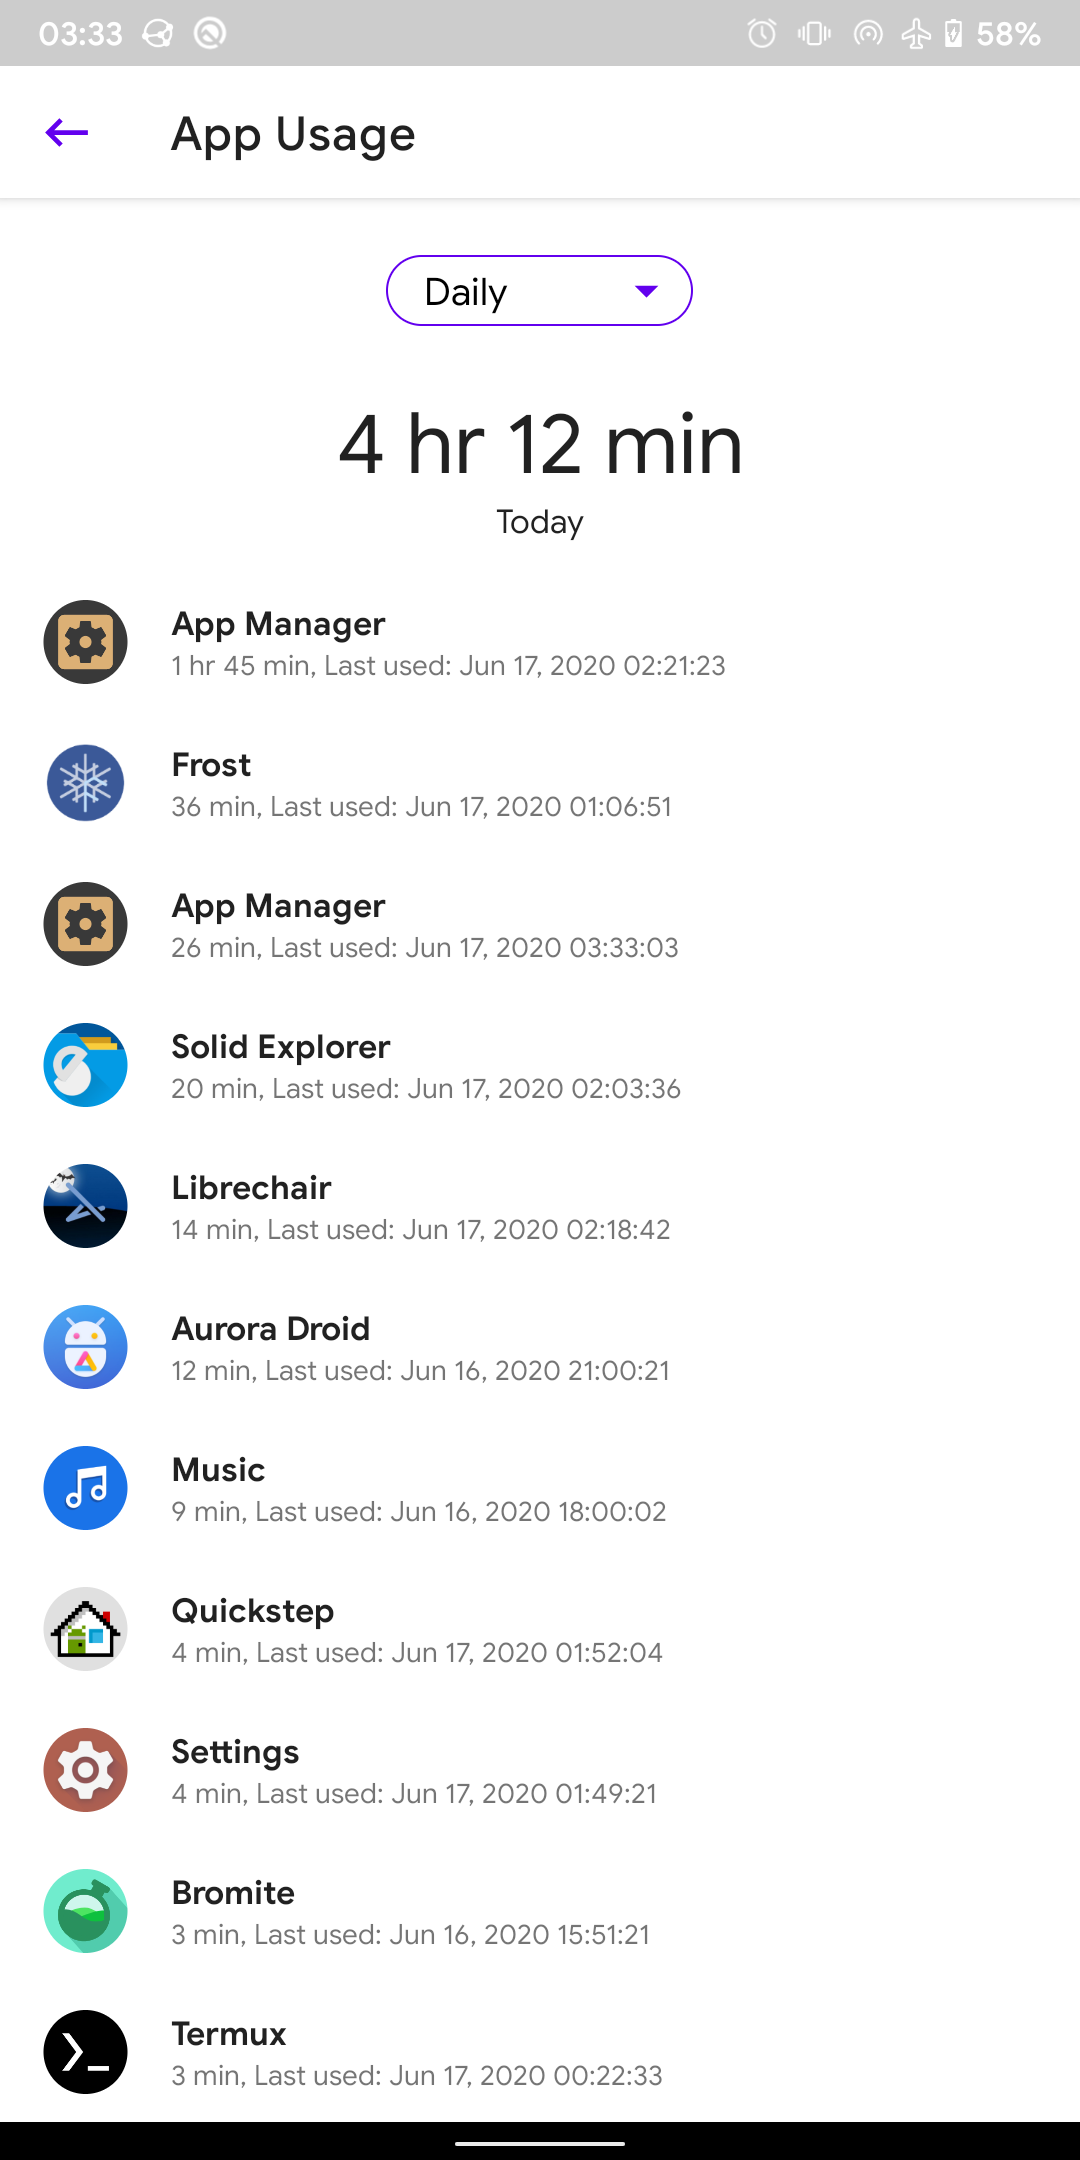 03:33 58%
App Usage
Daily
4 hr 12 min
Today
App Manager
1 hr 45 min, Last used: Jun 17, 2020 02:21:23
Frost
36 min, Last used: Jun 17, 2020 01:06:51
App Manager
26 min, Last used: Jun 17, 2020 03:33:03
Solid Explorer
20 min, Last used: Jun 17, 2020 02:03:36
Librechair
14 min, Last used: Jun 17, 2020 02:18:42
Aurora Droid
12 min, Last used: Jun 16, 2020 21:00:21
Music
9 min, Last used: Jun 16, 2020 18:00:02
Quickstep
4 min, Last used: Jun 17, 2020 01:52:04
Settings
4 min, Last used: Jun 17, 2020 01:49:21
Bromite
3 min, Last used: Jun 16, 2020 15:51:21
Termux
3 min, Last used: Jun 17, 2020 00:22:33